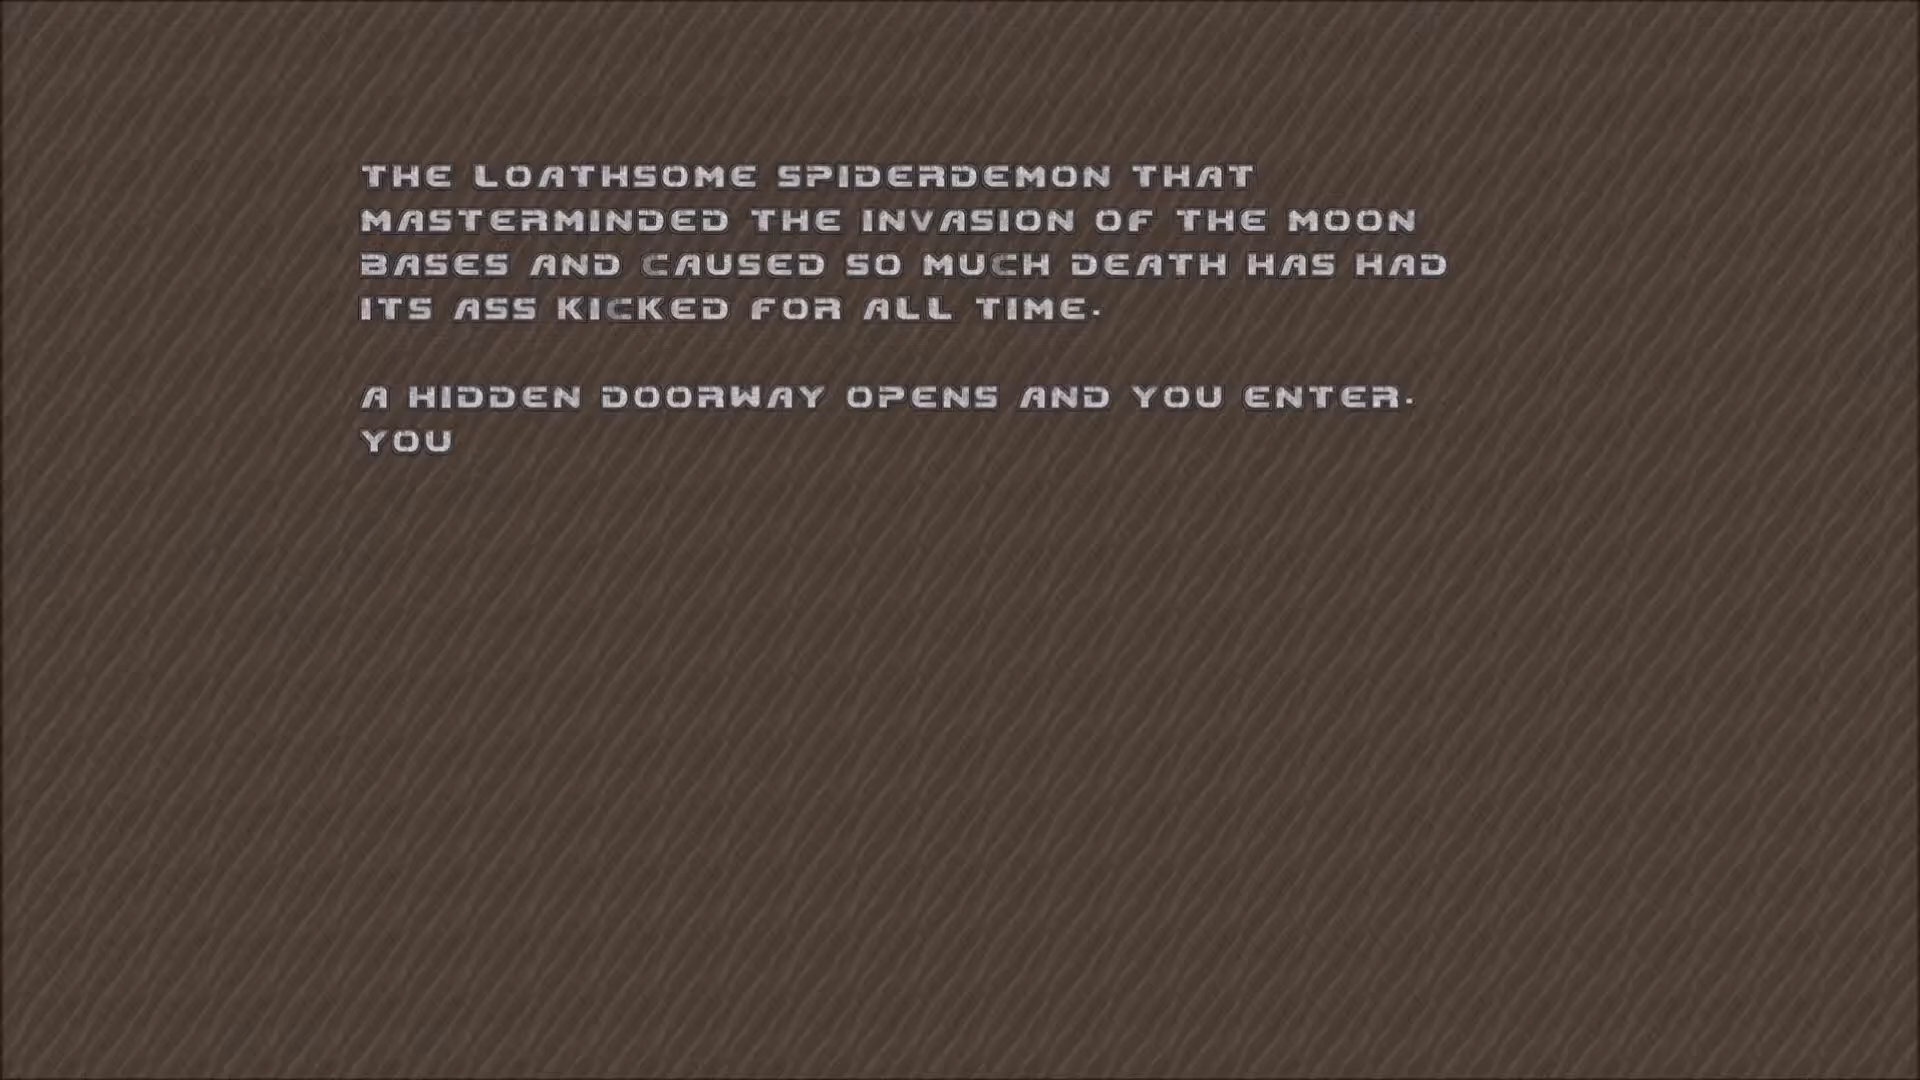 THE LOATHSOME SPIDERDEMON THAT
MASTERMINDED THE INVASION OF THE MOON
BASES AND CAUSED SO MUCH DEATH HAS HAD
ITS ASS KICKED FOR ALL TIME.
A HIDDEN DOORWAY OPENS AND YOU ENTER.
YOU